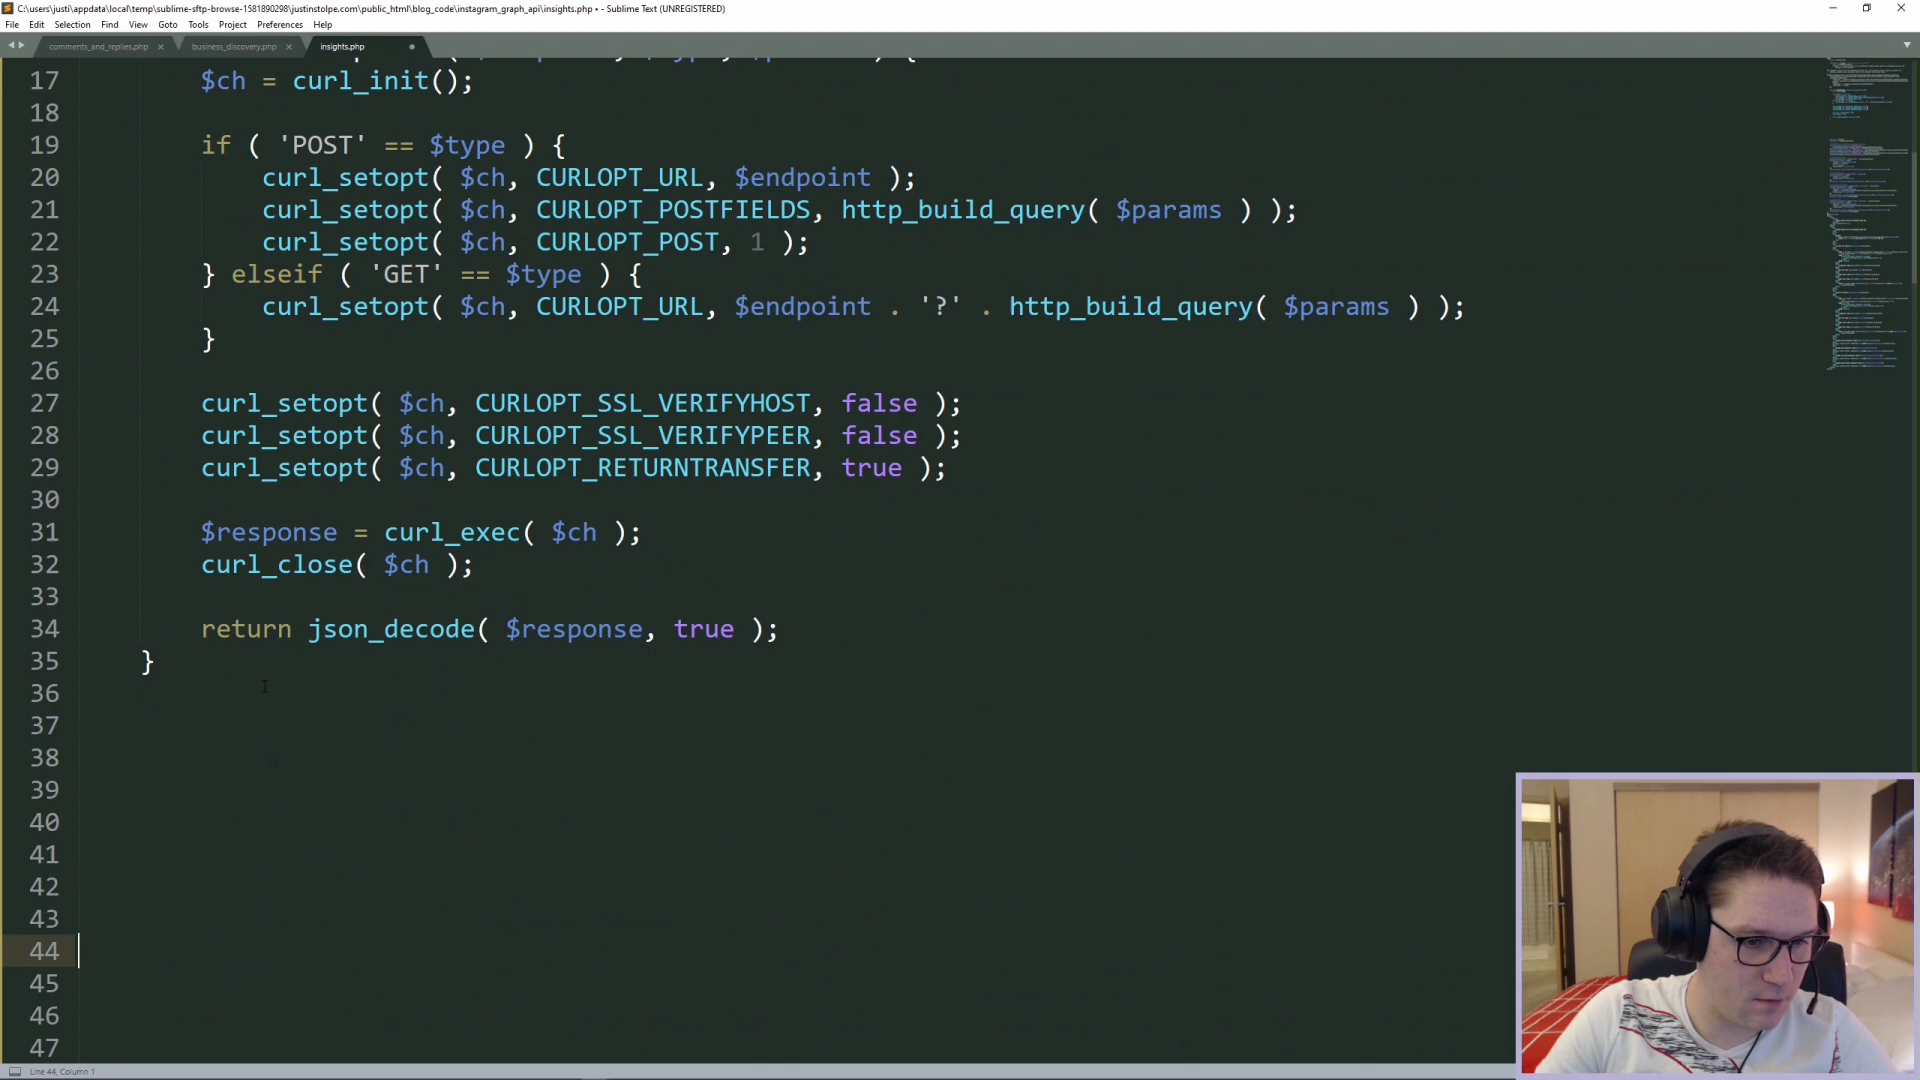 C:\users\justi\appdata\local\temp\sublime-sftp-browse-1581890298\justinstolpe.com\public_html\blog_code\instagram_graph_api\insights.php • - Sublime Text (UNREGISTERED)
File Edit Selection Find View Goto Tools Project Preferences Help
comments_and_replies.php × business_discovery.php × insights.php
17 $ch = curl_init();
18
19 if ( 'POST' == $type ) {
20 curl_setopt( $ch, CURLOPT_URL, $endpoint );
21 curl_setopt( $ch, CURLOPT_POSTFIELDS, http_build_query( $params ) );
22 curl_setopt( $ch, CURLOPT_POST, 1 );
23 } elseif ( 'GET' == $type ) {
24 curl_setopt( $ch, CURLOPT_URL, $endpoint . '?' . http_build_query( $params ) );
25 }
26
27 curl_setopt( $ch, CURLOPT_SSL_VERIFYHOST, false );
28 curl_setopt( $ch, CURLOPT_SSL_VERIFYPEER, false );
29 curl_setopt( $ch, CURLOPT_RETURNTRANSFER, true );
30
31 $response = curl_exec( $ch );
32 curl_close( $ch );
33
34 return json_decode( $response, true );
35 }
36
37
38
39
40
41
42
43
44
45
46
47
Line 44, Column 1